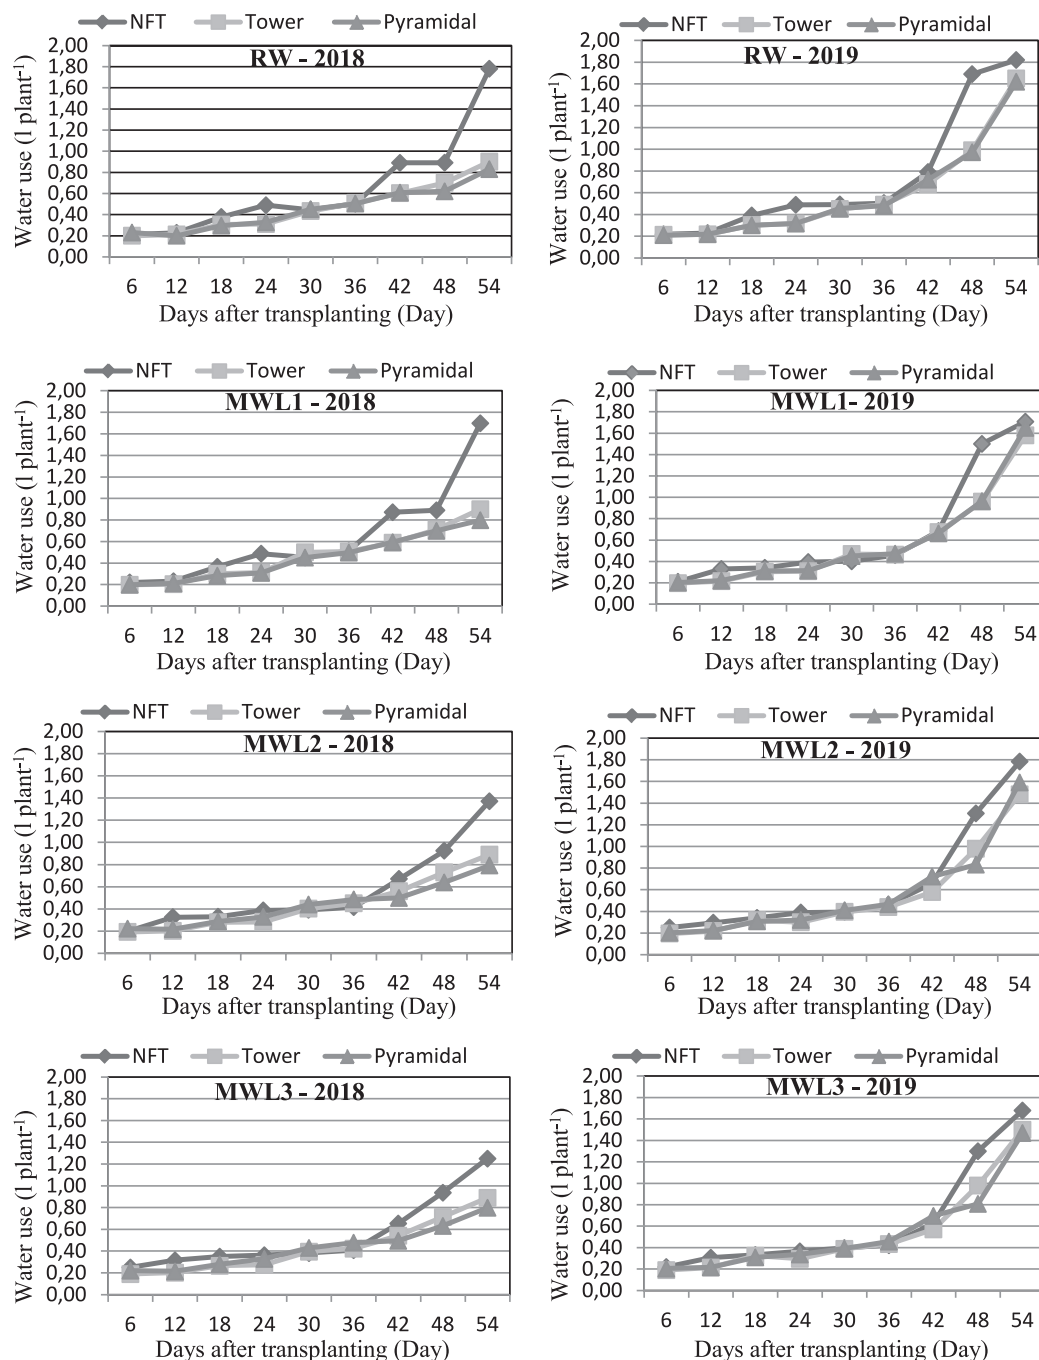 NFT Tower Pyramidal
RW - 2018
Water use (l plant-1)
2,00
1,80
1,60
1,40
1,20
1,00
0,80
0,60
0,40
0,20
0,00
6 12 18 24 30 36 42 48 54
Days after transplanting (Day)
NFT Tower Pyramidal
RW - 2019
Water use (l plant-1)
2,00
1,80
1,60
1,40
1,20
1,00
0,80
0,60
0,40
0,20
0,00
6 12 18 24 30 36 42 48 54
Days after transplanting (Day)
NFT Tower Pyramidal
MWL1 - 2018
Water use (l plant-1)
2,00
1,80
1,60
1,40
1,20
1,00
0,80
0,60
0,40
0,20
0,00
6 12 18 24 30 36 42 48 54
Days after transplanting (Day)
NFT Tower Pyramidal
MWL1- 2019
Water use (l plant-1)
2,00
1,80
1,60
1,40
1,20
1,00
0,80
0,60
0,40
0,20
0,00
6 12 18 24 30 36 42 48 54
Days after transplanting (Day)
NFT Tower Pyramidal
MWL2 - 2018
Water use (l plant-1)
2,00
1,80
1,60
1,40
1,20
1,00
0,80
0,60
0,40
0,20
0,00
6 12 18 24 30 36 42 48 54
Days after transplanting (Day)
NFT Tower Pyramidal
MWL2 - 2019
Water use (l plant-1)
2,00
1,80
1,60
1,40
1,20
1,00
0,80
0,60
0,40
0,20
0,00
6 12 18 24 30 36 42 48 54
Days after transplanting (Day)
NFT Tower Pyramidal
MWL3 - 2018
Water use (l plant-1)
2,00
1,80
1,60
1,40
1,20
1,00
0,80
0,60
0,40
0,20
0,00
6 12 18 24 30 36 42 48 54
Days after transplanting (Day)
NFT Tower Pyramidal
MWL3 - 2019
Water use (l plant-1)
2,00
1,80
1,60
1,40
1,20
1,00
0,80
0,60
0,40
0,20
0,00
6 12 18 24 30 36 42 48 54
Days after transplanting (Day)